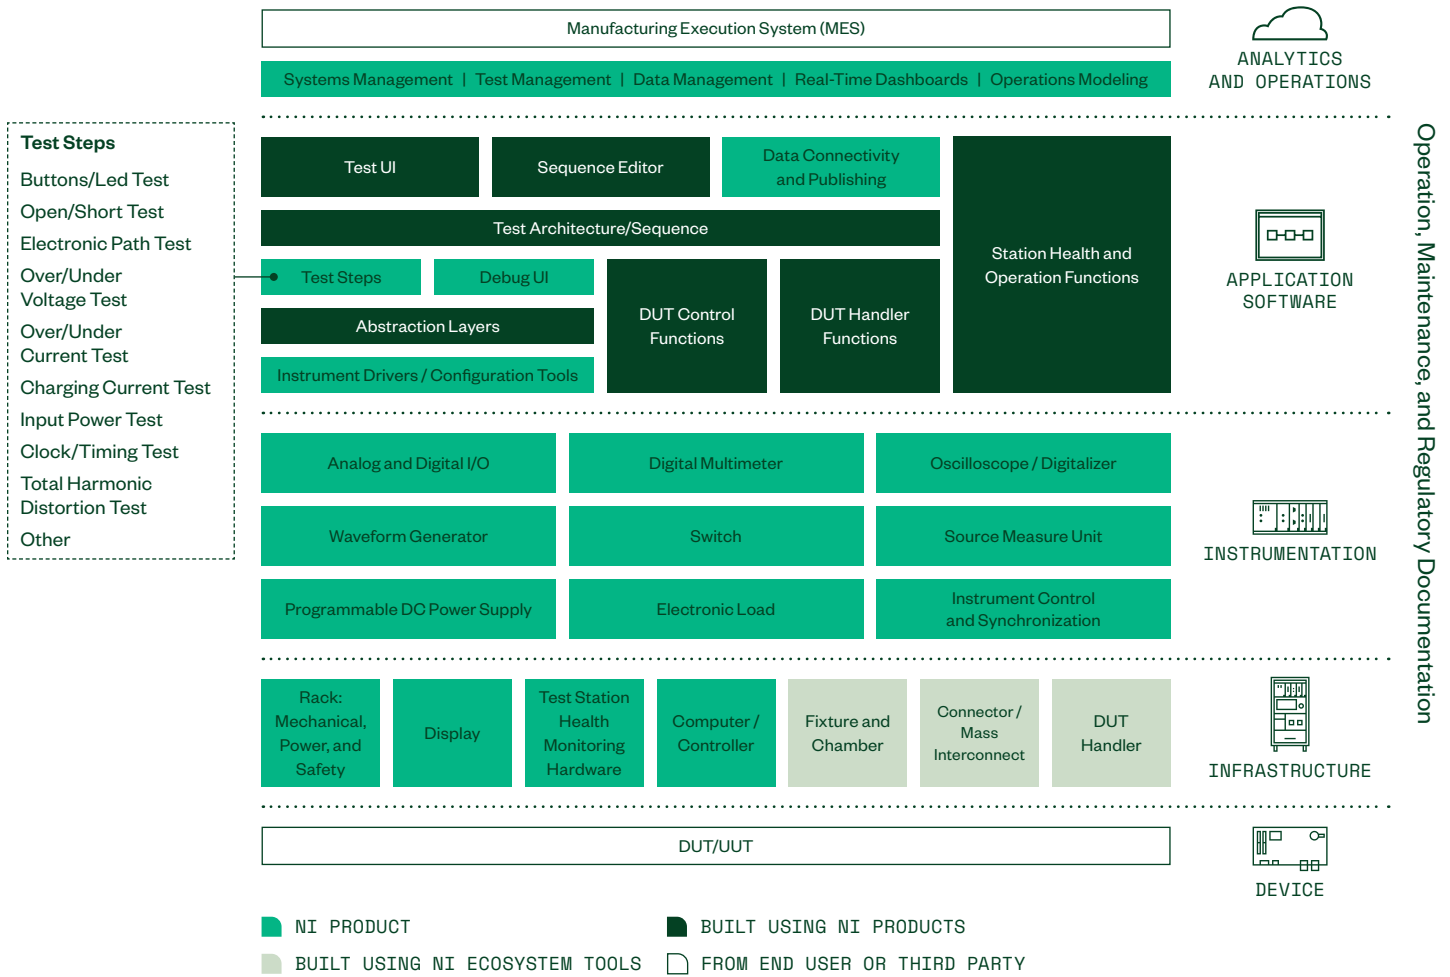 Manufacturing Execution System (MES)
Systems Management | Test Management | Data Management | Real-Time Dashboards | Operations Modeling
ANALYTICS
AND OPERATIONS
Test Steps
Buttons/Led Test
Open/Short Test
Electronic Path Test
Over/Under
Voltage Test
Over/Under
Current Test
Charging Current Test
Input Power Test
Clock/Timing Test
Total Harmonic
Distortion Test
Other
Test UI
Sequence Editor
Data Connectivity
and Publishing
Test Architecture/Sequence
Test Steps
Debug UI
Abstraction Layers
Instrument Drivers / Configuration Tools
DUT Control
Functions
DUT Handler
Functions
Station Health and
Operation Functions
APPLICATION
SOFTWARE
Analog and Digital I/O
Digital Multimeter
Oscilloscope / Digitalizer
Waveform Generator
Switch
Source Measure Unit
Programmable DC Power Supply
Electronic Load
Instrument Control
and Synchronization
INSTRUMENTATION
Rack:
Mechanical,
Power, and
Safety
Display
Test Station
Health
Monitoring
Hardware
Computer /
Controller
Fixture and
Chamber
Connector /
Mass
Interconnect
DUT
Handler
INFRASTRUCTURE
DUT/UUT
DEVICE
Operation, Maintenance, and Regulatory Documentation
NI PRODUCT
BUILT USING NI PRODUCTS
BUILT USING NI ECOSYSTEM TOOLS
FROM END USER OR THIRD PARTY